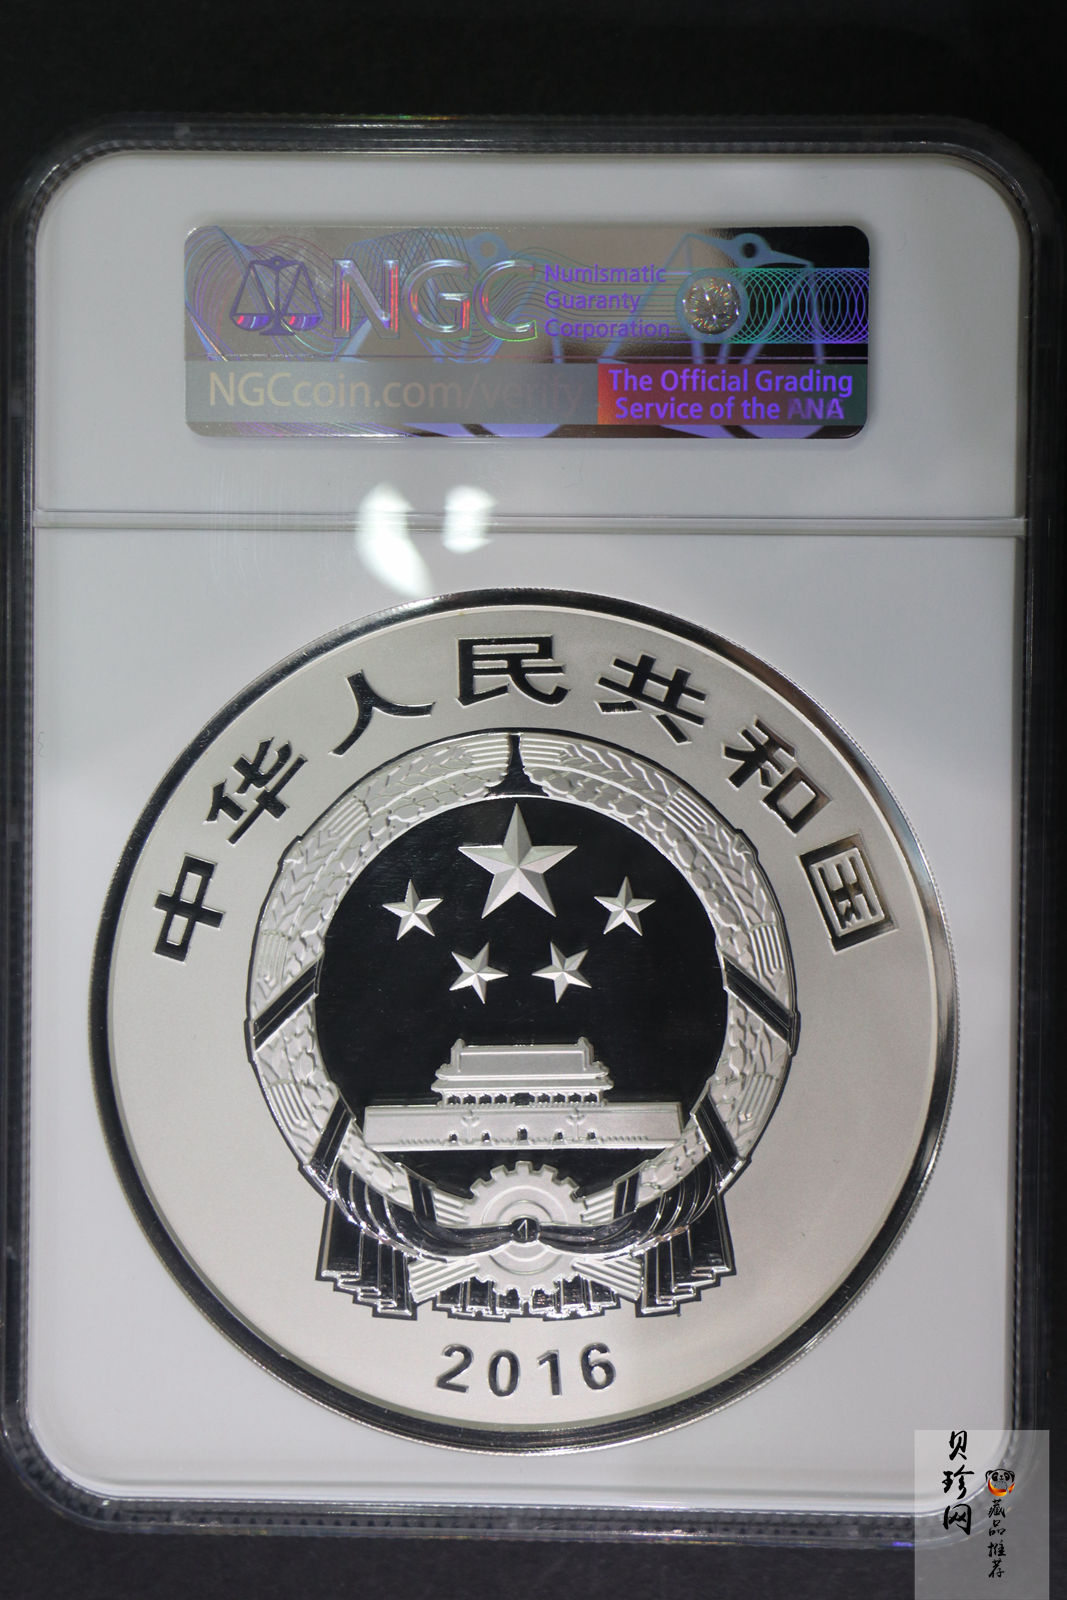 NGC
Numismatic
Guaranty
Corporation
NGCcoin.com/verify
The Official Grading
Service of the ANA
中华人民共和国
2016
贝珍网
藏品推荐